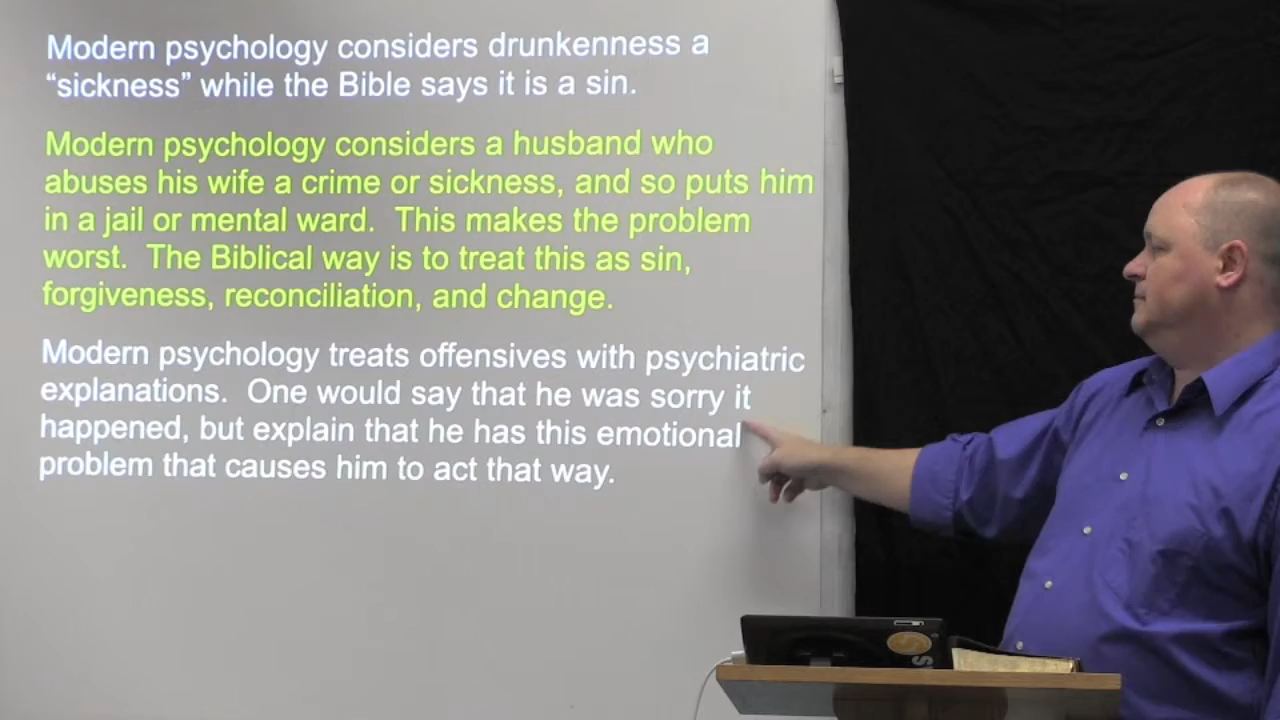 Modern psychology considers drunkenness a
“sickness” while the Bible says it is a sin.
Modern psychology considers a husband who
abuses his wife a crime or sickness, and so puts him
in a jail or mental ward.  This makes the problem
worst.  The Biblical way is to treat this as sin,
forgiveness, reconciliation, and change.
Modern psychology treats offensives with psychiatric
explanations.  One would say that he was sorry it
happened, but explain that he has this emotional
problem that causes him to act that way.